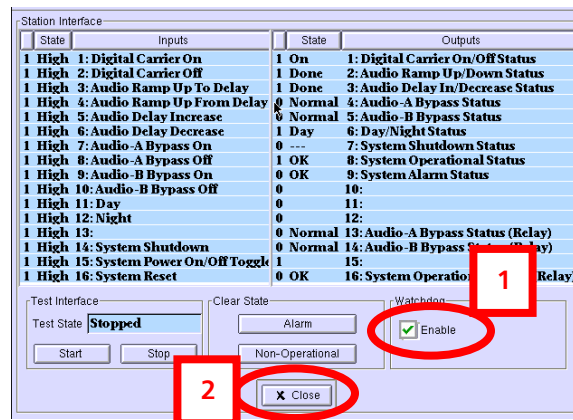 Station Interface
State Inputs State Outputs
1 High 1: Digital Carrier On 1 On 1: Digital Carrier On/Off Status
1 High 2: Digital Carrier Off 1 Done 2: Audio Ramp Up/Down Status
1 High 3: Audio Ramp Up To Delay 1 Done 3: Audio Delay In/Decrease Status
1 High 4: Audio Ramp Up From Delay 0 Normal 4: Audio-A Bypass Status
1 High 5: Audio Delay Increase 0 Normal 5: Audio-B Bypass Status
1 High 6: Audio Delay Decrease 1 Day 6: Day/Night Status
1 High 7: Audio-A Bypass On 0 --- 7: System Shutdown Status
1 High 8: Audio-A Bypass Off 1 OK 8: System Operational Status
1 High 9: Audio-B Bypass On 0 OK 9: System Alarm Status
1 High 10: Audio-B Bypass Off 0 10:
1 High 11: Day 0 11:
1 High 12: Night 0 12:
1 High 13: 0 Normal 13: Audio-A Bypass Status (Relay)
1 High 14: System Shutdown 0 Normal 14: Audio-B Bypass Status (Relay)
1 High 15: System Power On/Off Toggle 1 15:
1 High 16: System Reset 0 OK 16: System Operation Relay)
Test Interface Clear State Watchdog
Test State Stopped Alarm Enable
Start Stop Non-Operational
Close
1
2